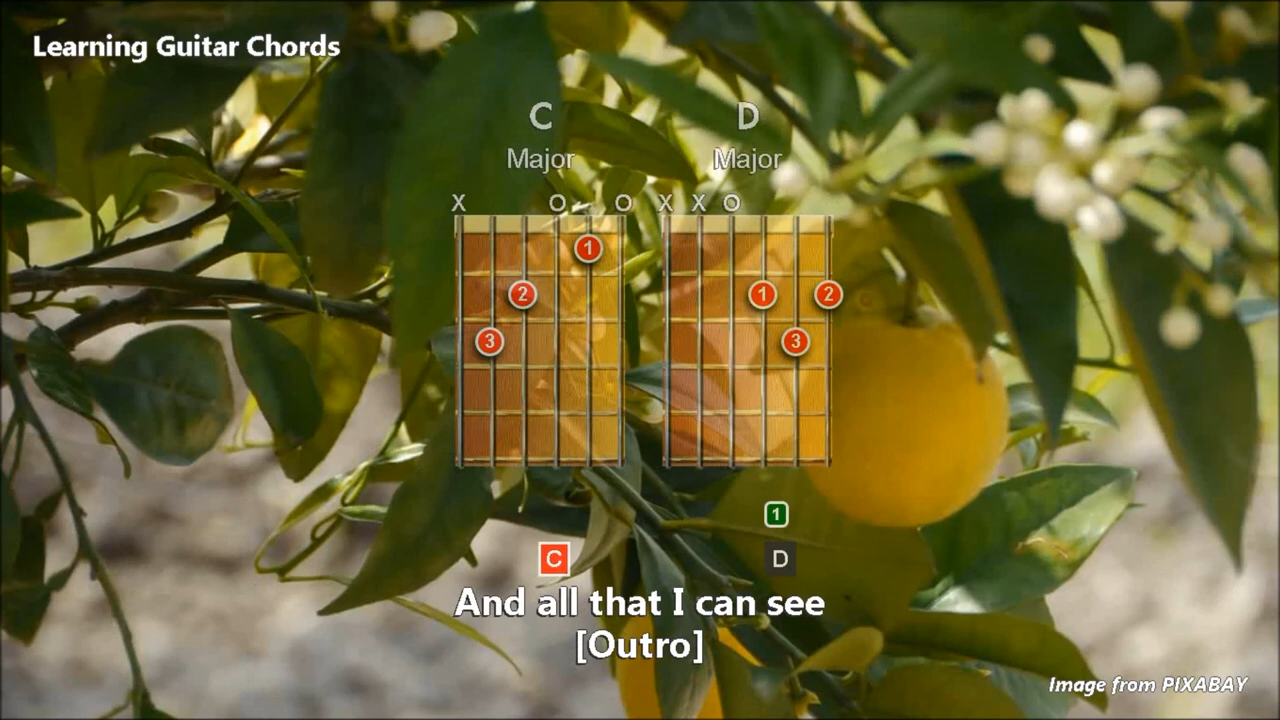 Learning Guitar Chords
C D
Major Major
X O O X X O
1
2 1 2
3 3
1
C D
And all that I can see
[Outro]
Image from PIXABAY